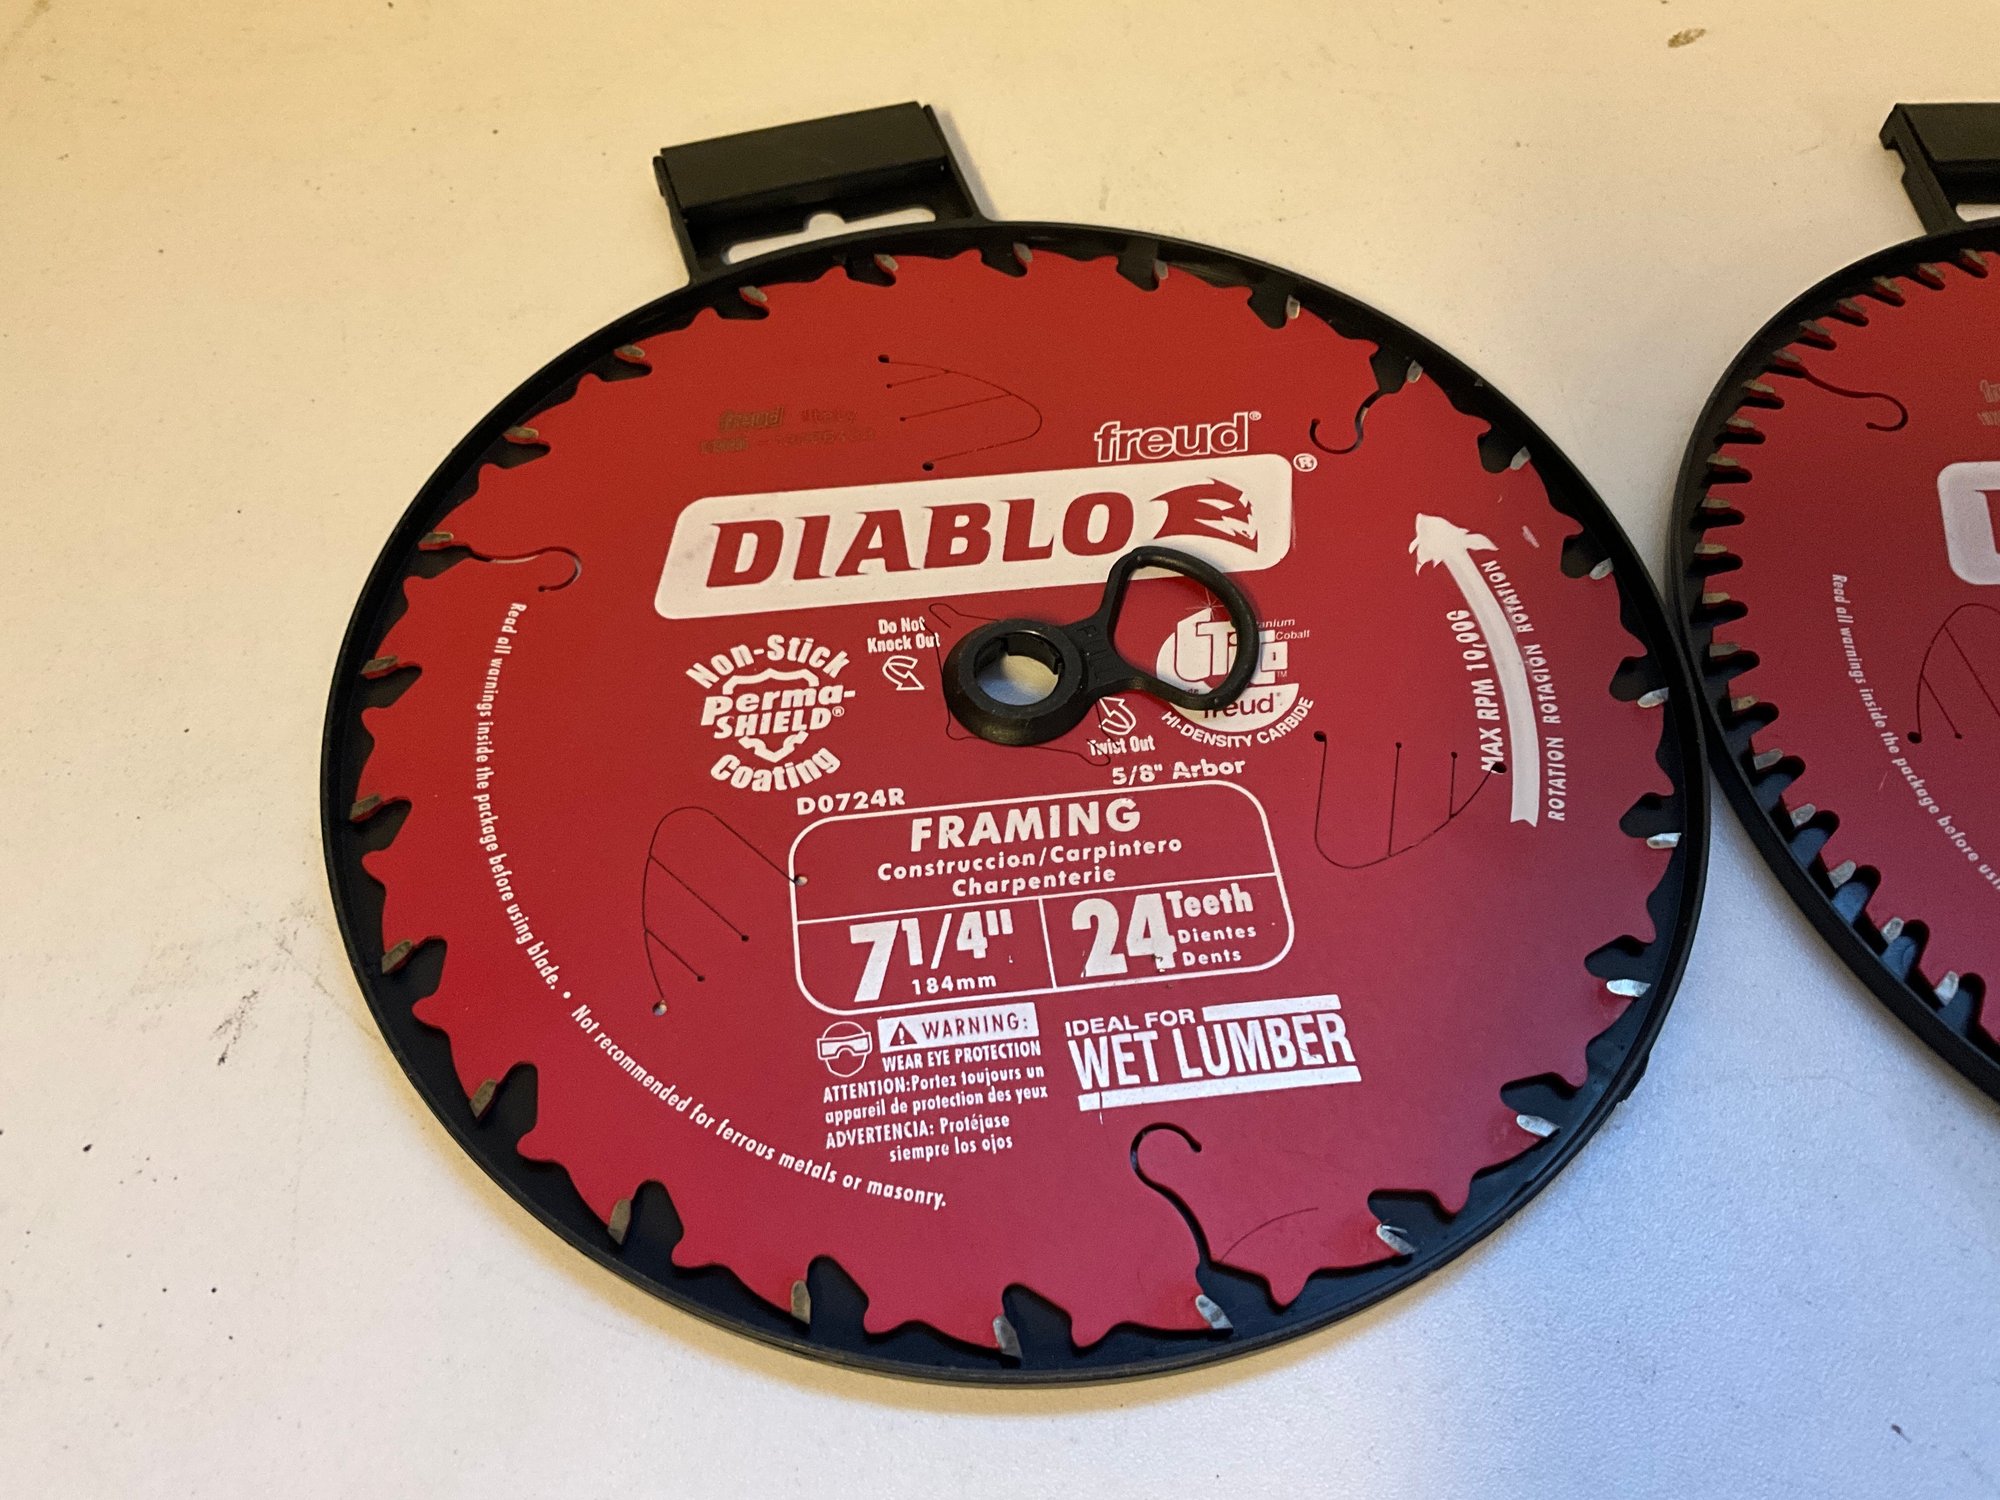 freud Italy
freud®
DIABLO ®
Do Not
Knock Out
Non-Stick
Perma-
SHIELD®
Coating
Cobalt
TM
freud®
HI-DENSITY CARBIDE
Twist Out
5/8" Arbor
D0724R
FRAMING
Construccion/Carpintero
Charpenterie
7 1/4"
184mm
24 Teeth
Dientes
Dents
WARNING:
WEAR EYE PROTECTION
ATTENTION: Portez toujours un
appareil de protection des yeux
ADVERTENCIA: Protéjase
siempre los ojos
IDEAL FOR
WET LUMBER
MAX RPM 10,000
ROTATION ROTACION ROTATION
Read all warnings inside the package before using blade. • Not recommended for ferrous metals or masonry.
Read all warnings inside the package before